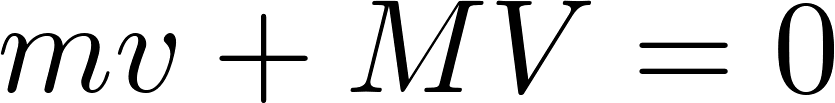 mv + MV = 0